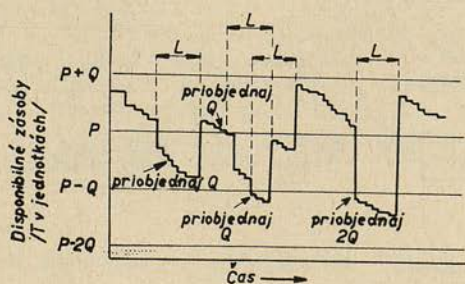 L
L L L
P+Q
priobjednaj
Q
P
priobjednaj Q
P-Q
priobjednaj
Q
priobjednaj
2Q
P-2Q
Disponibilné zásoby
/T v jednotkách/
Čas